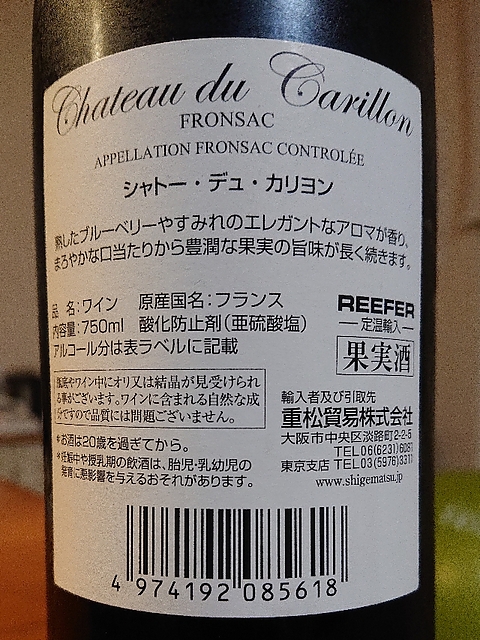 Chateau du Carillon
FRONSAC
APPELLATION FRONSAC CONTROLÉE
シャトー・デュ・カリヨン
熟したブルーベリーやすみれのエレガントなアロマが香り、
まろやかな口当たりから豊潤な果実の旨味が長く続きます。
品 名:ワイン 原産国名:フランス
内容量:750ml 酸化防止剤(亜硫酸塩)
アルコール分は表ラベルに記載
REEFER
定温輸入
果実酒
瓶底やワイン中にオリ又は結晶が見受けられ
る事がございます。ワインに含まれる自然な成
分ですので品質には問題ございません。
*お酒は20歳を過ぎてから。
*妊娠中や授乳期の飲酒は、胎児・乳幼児の
発育に悪影響を与えるおそれがあります。
輸入者及び引取先
重松貿易株式会社
大阪市中央区淡路町2-2-5
TEL06(6231)6081
東京支店 TEL03(5976)3311
www.shigematsu.jp
4 974192 085618